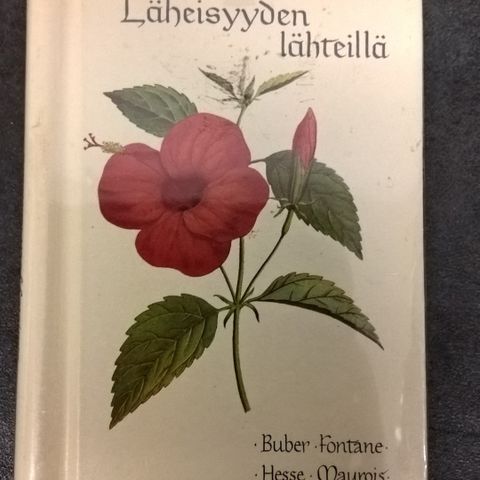 Läheisyyden
lähteillä
· Buber · Fontane ·
· Hesse · Maurois ·